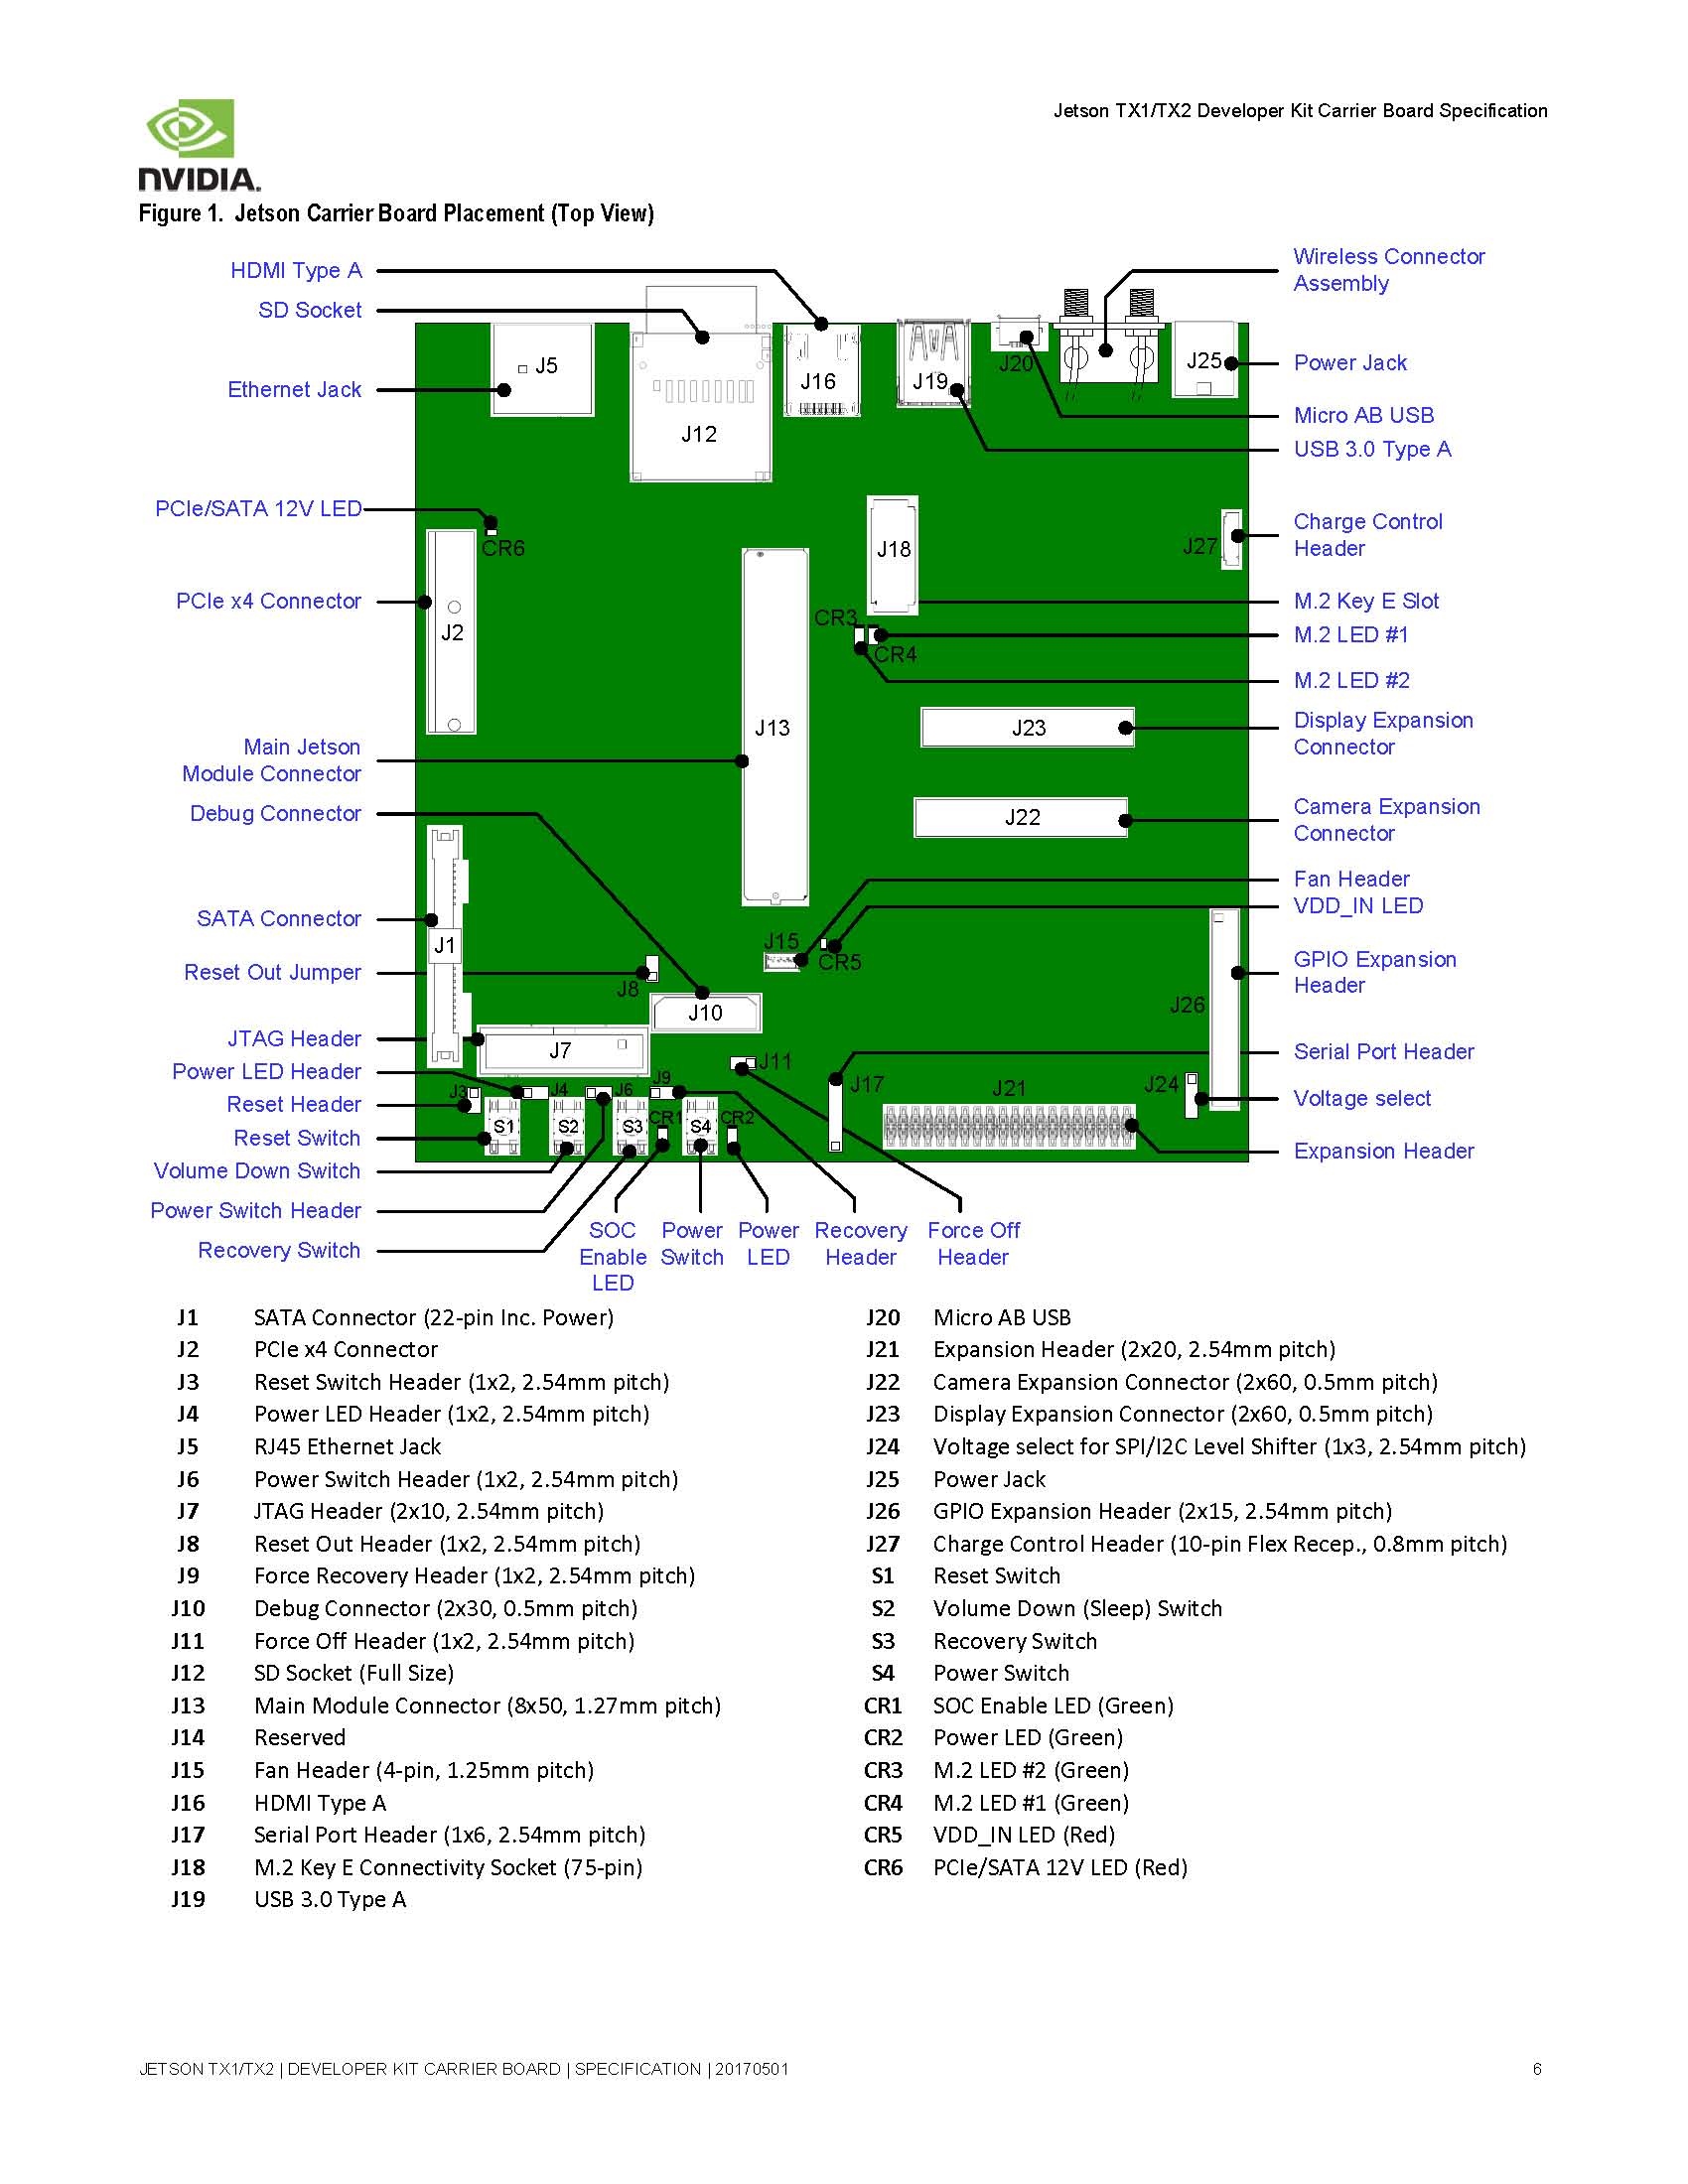 Jetson TX1/TX2 Developer Kit Carrier Board Specification
NVIDIA.
Figure 1. Jetson Carrier Board Placement (Top View)
HDMI Type A
SD Socket
Ethernet Jack
PCIe/SATA 12V LED
PCIe x4 Connector
Main Jetson
Module Connector
Debug Connector
SATA Connector
Reset Out Jumper
JTAG Header
Power LED Header
Reset Header
Reset Switch
Volume Down Switch
Power Switch Header
Recovery Switch
Wireless Connector
Assembly
Power Jack
Micro AB USB
USB 3.0 Type A
Charge Control
Header
M.2 Key E Slot
M.2 LED #1
M.2 LED #2
Display Expansion
Connector
Camera Expansion
Connector
Fan Header
VDD_IN LED
GPIO Expansion
Header
Serial Port Header
Voltage select
Expansion Header
J5
J12
J16
J19
J20
J25
CR6
J2
J18
J27
CR3
CR4
J13
J23
J22
J1
J15
CR5
J8
J10
J26
J7
J11
J3
J4
J6
J9
J17
J21
J24
S1
S2
S3
CR1
S4
CR2
SOC
Enable
LED
Power
Switch
Power
LED
Recovery
Header
Force Off
Header
J1 SATA Connector (22-pin Inc. Power)
J2 PCIe x4 Connector
J3 Reset Switch Header (1x2, 2.54mm pitch)
J4 Power LED Header (1x2, 2.54mm pitch)
J5 RJ45 Ethernet Jack
J6 Power Switch Header (1x2, 2.54mm pitch)
J7 JTAG Header (2x10, 2.54mm pitch)
J8 Reset Out Header (1x2, 2.54mm pitch)
J9 Force Recovery Header (1x2, 2.54mm pitch)
J10 Debug Connector (2x30, 0.5mm pitch)
J11 Force Off Header (1x2, 2.54mm pitch)
J12 SD Socket (Full Size)
J13 Main Module Connector (8x50, 1.27mm pitch)
J14 Reserved
J15 Fan Header (4-pin, 1.25mm pitch)
J16 HDMI Type A
J17 Serial Port Header (1x6, 2.54mm pitch)
J18 M.2 Key E Connectivity Socket (75-pin)
J19 USB 3.0 Type A
J20 Micro AB USB
J21 Expansion Header (2x20, 2.54mm pitch)
J22 Camera Expansion Connector (2x60, 0.5mm pitch)
J23 Display Expansion Connector (2x60, 0.5mm pitch)
J24 Voltage select for SPI/I2C Level Shifter (1x3, 2.54mm pitch)
J25 Power Jack
J26 GPIO Expansion Header (2x15, 2.54mm pitch)
J27 Charge Control Header (10-pin Flex Recep., 0.8mm pitch)
S1 Reset Switch
S2 Volume Down (Sleep) Switch
S3 Recovery Switch
S4 Power Switch
CR1 SOC Enable LED (Green)
CR2 Power LED (Green)
CR3 M.2 LED #2 (Green)
CR4 M.2 LED #1 (Green)
CR5 VDD_IN LED (Red)
CR6 PCIe/SATA 12V LED (Red)
JETSON TX1/TX2 | DEVELOPER KIT CARRIER BOARD | SPECIFICATION | 20170501
6